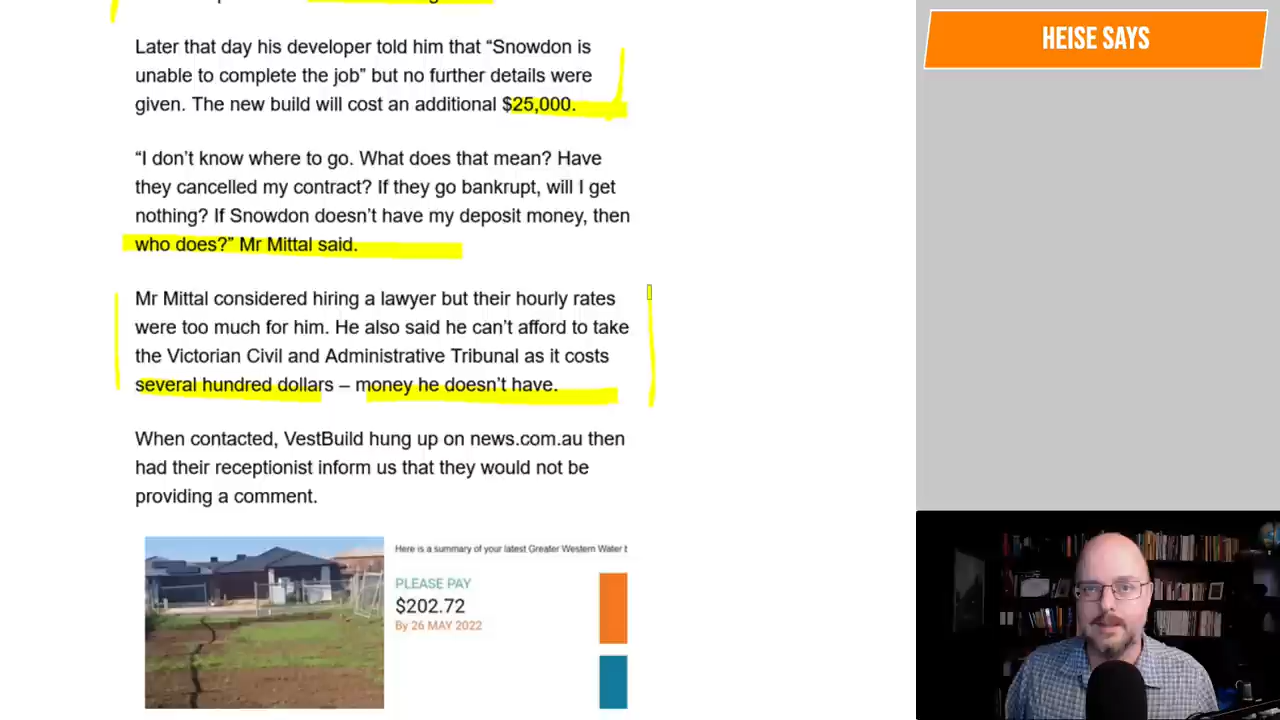 HEISE SAYS
Later that day his developer told him that “Snowdon is
unable to complete the job” but no further details were
given. The new build will cost an additional $25,000.
“I don’t know where to go. What does that mean? Have
they cancelled my contract? If they go bankrupt, will I get
nothing? If Snowdon doesn’t have my deposit money, then
who does?” Mr Mittal said.
Mr Mittal considered hiring a lawyer but their hourly rates
were too much for him. He also said he can’t afford to take
the Victorian Civil and Administrative Tribunal as it costs
several hundred dollars – money he doesn’t have.
When contacted, VestBuild hung up on news.com.au then
had their receptionist inform us that they would not be
providing a comment.
Here is a summary of your latest Greater Western Water
PLEASE PAY
$202.72
By 26 MAY 2022